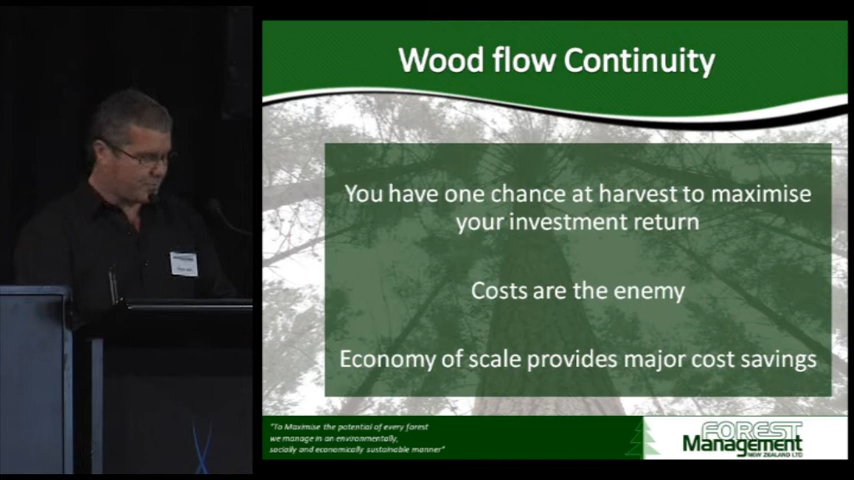 Wood flow Continuity
You have one chance at harvest to maximise
your investment return
Costs are the enemy
Economy of scale provides major cost savings
"To Maximise the potential of every forest
we manage in an environmentally,
socially and economically sustainable manner"
FOREST
Management
NEW ZEALAND LTD